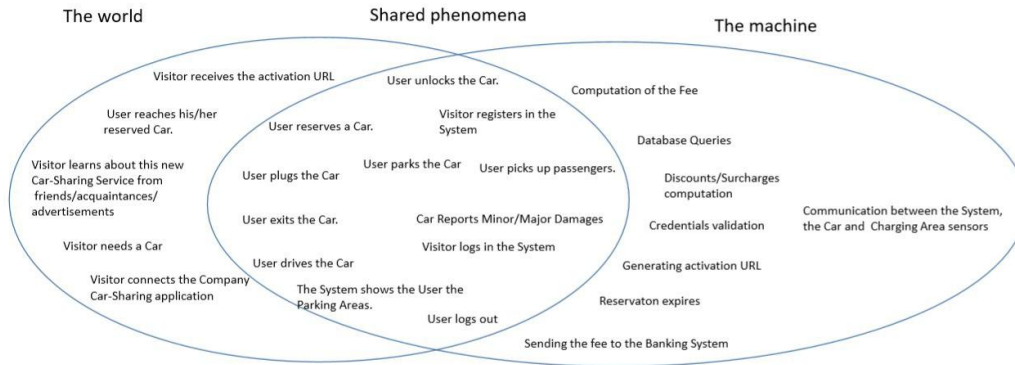 The world
Shared phenomena
The machine
Visitor receives the activation URL
User reaches his/her
reserved Car.
Visitor learns about this new
Car-Sharing Service from
friends/acquaintances/
advertisements
Visitor needs a Car
Visitor connects the Company
Car-Sharing application
User unlocks the Car.
User reserves a Car.
Visitor registers in the
System
User parks the Car
User picks up passengers.
User plugs the Car
User exits the Car.
Car Reports Minor/Major Damages
Visitor logs in the System
User drives the Car
The System shows the User the
Parking Areas.
User logs out
Computation of the Fee
Database Queries
Discounts/Surcharges
computation
Credentials validation
Communication between the System,
the Car and Charging Area sensors
Generating activation URL
Reservaton expires
Sending the fee to the Banking System